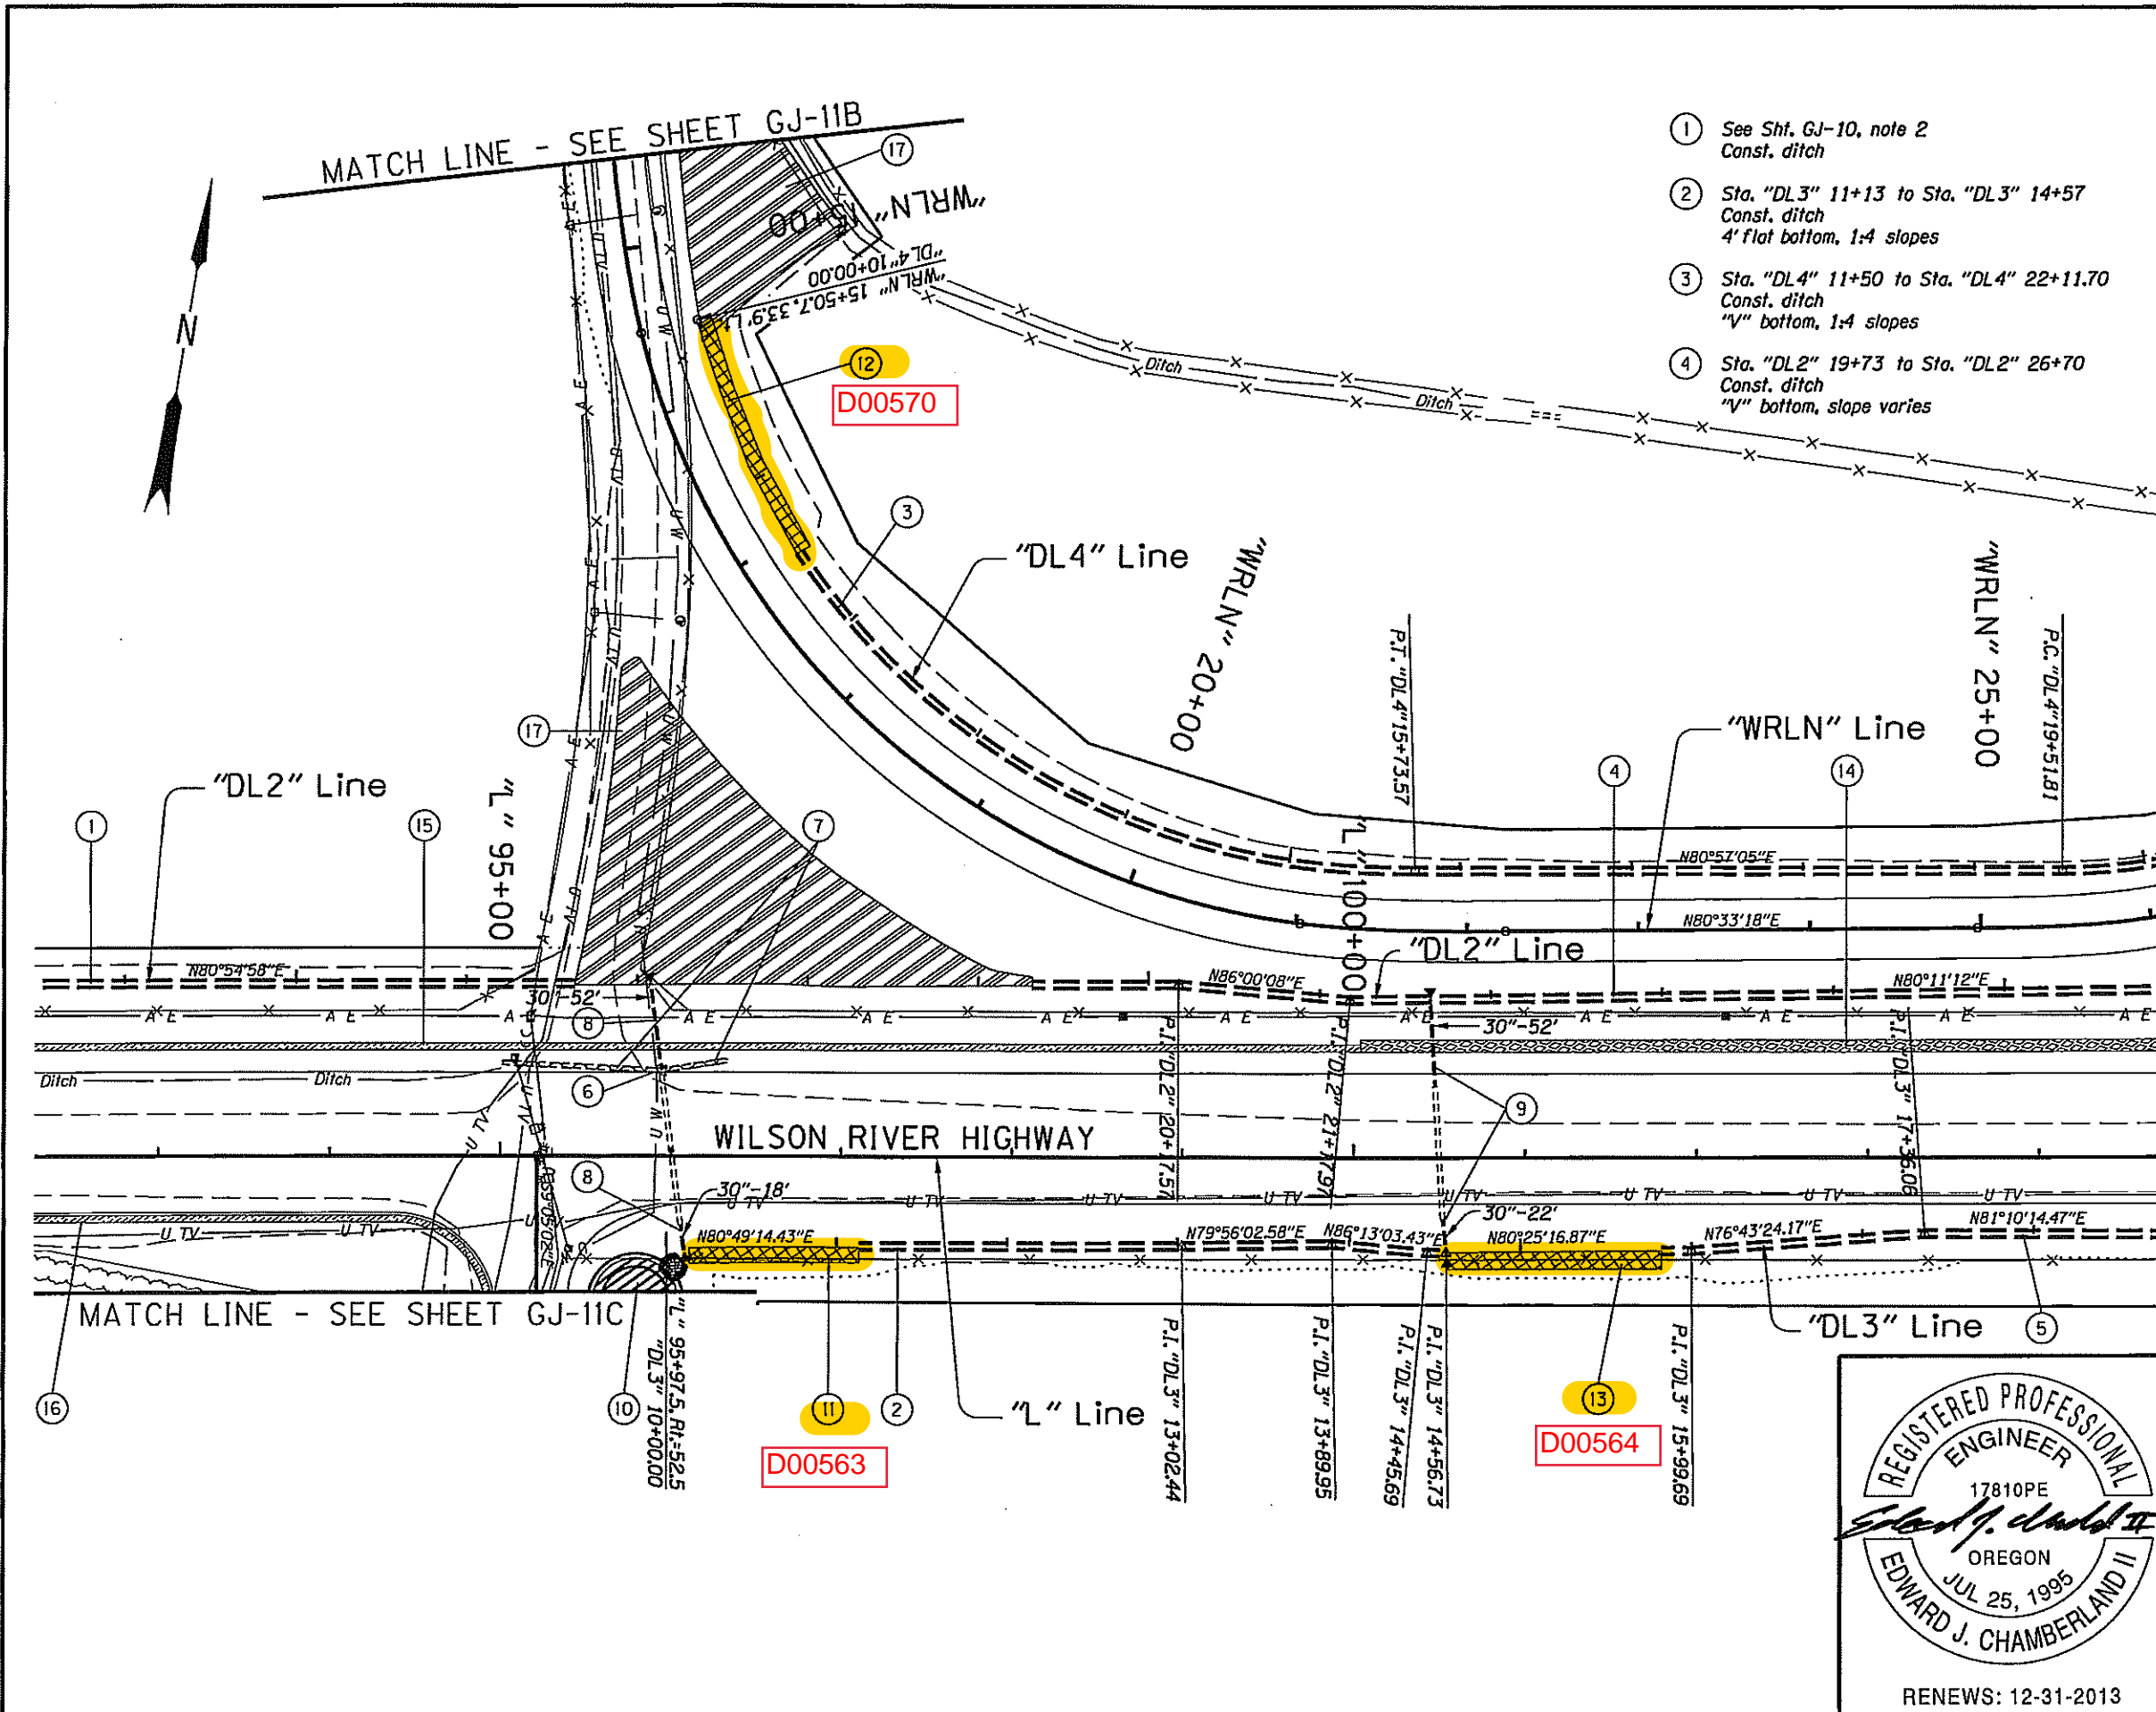 MATCH LINE - SEE SHEET GJ-11B
17
"WRLN" 15+00
"DL4" 10+00.00
"WRLN" 15+50.7, 33.9' Lt.
N
1 See Sht. GJ-10, note 2
Const. ditch
2 Sta. "DL3" 11+13 to Sta. "DL3" 14+57
Const. ditch
4' flat bottom, 1:4 slopes
3 Sta. "DL4" 11+50 to Sta. "DL4" 22+11.70
Const. ditch
"V" bottom, 1:4 slopes
4 Sta. "DL2" 19+73 to Sta. "DL2" 26+70
Const. ditch
"V" bottom, slope varies
12
D00570
Ditch
Ditch
3
"DL4" Line
"WRLN" 20+00
"WRLN" 25+00
P.T. "DL4" 15+73.57
P.C. "DL4" 19+51.81
17
"DL2" Line
"L" 95+00
1
15
7
"WRLN" Line
4
14
N80°57'05"E
"L" 100+00
N80°33'18"E
"DL2" Line
N80°54'58"E
N86°00'08"E
N80°11'12"E
30"-52'
8
A E A E A E A E A E A E A E A E A E A E A E A E
30"-52'
Ditch
Ditch
6
9
U TV
U TV
P.I. "DL2" 20+17.57
P.I. "DL2" 21+17.97
P.I. "DL3" 17+36.06
WILSON RIVER HIGHWAY
8
30"-18'
U TV U TV U TV U TV U TV U TV U TV U TV
30"-22'
U TV U TV
N80°49'14.43"E
N79°56'02.58"E
N86°13'03.43"E
N80°25'16.87"E
N76°43'24.17"E
N81°10'14.47"E
MATCH LINE - SEE SHEET GJ-11C
"L" 95+97.5, Rt.=52.5
"DL3" 10+00.00
P.I. "DL3" 13+02.44
P.I. "DL3" 13+89.95
P.I. "DL3" 14+45.69
P.I. "DL3" 14+56.73
P.I. "DL3" 15+99.69
"DL3" Line
5
16
10
11
2
"L" Line
13
D00563
D00564
REGISTERED PROFESSIONAL
ENGINEER
17810PE
OREGON
JUL 25, 1995
EDWARD J. CHAMBERLAND II
RENEWS: 12-31-2013